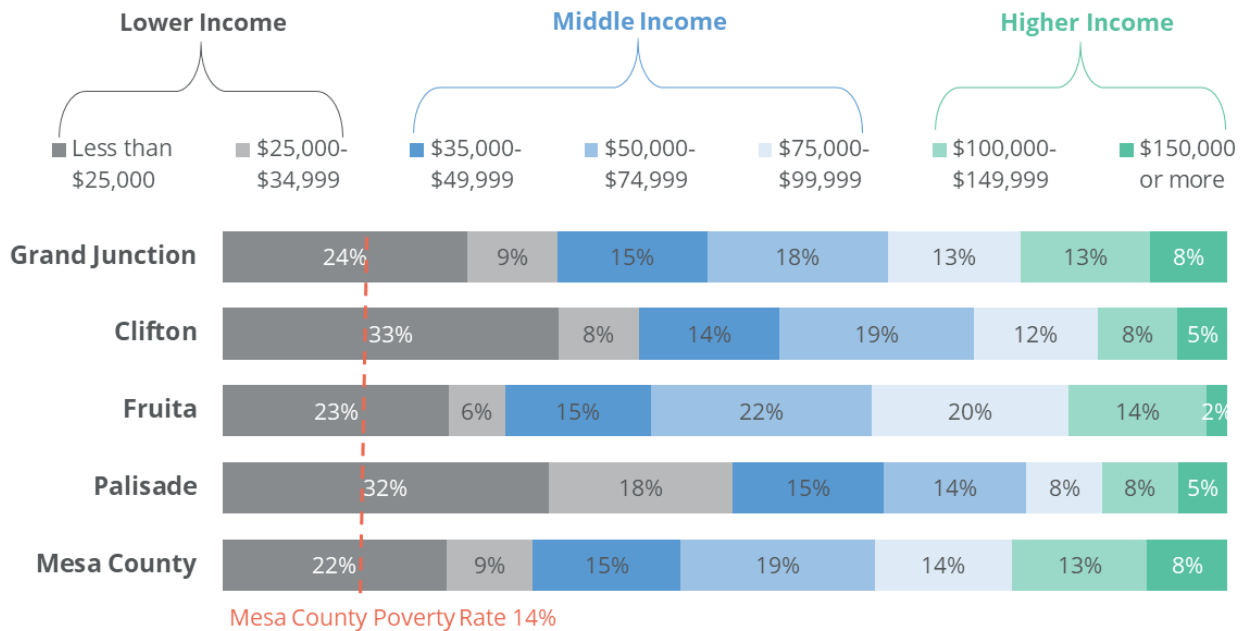 Lower Income
Middle Income
Higher Income
Less than
$25,000
$25,000-
$34,999
$35,000-
$49,999
$50,000-
$74,999
$75,000-
$99,999
$100,000-
$149,999
$150,000
or more
Grand Junction 24% 9% 15% 18% 13% 13% 8%
Clifton 33% 8% 14% 19% 12% 8% 5%
Fruita 23% 6% 15% 22% 20% 14% 2%
Palisade 32% 18% 15% 14% 8% 8% 5%
Mesa County 22% 9% 15% 19% 14% 13% 8%
Mesa County Poverty Rate 14%